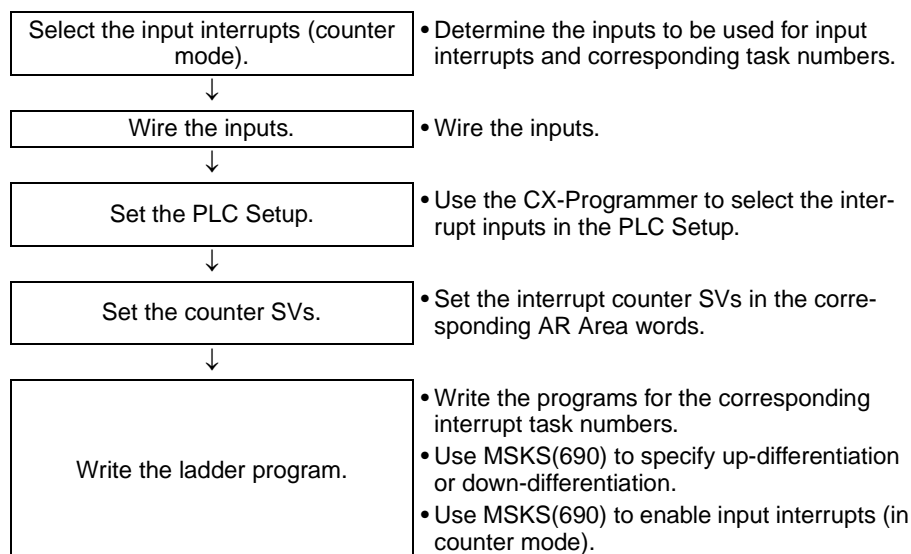 Select the input interrupts (counter
mode).
• Determine the inputs to be used for input
interrupts and corresponding task numbers.
↓
Wire the inputs.
• Wire the inputs.
↓
Set the PLC Setup.
• Use the CX-Programmer to select the inter-
rupt inputs in the PLC Setup.
↓
Set the counter SVs.
• Set the interrupt counter SVs in the corre-
sponding AR Area words.
↓
Write the ladder program.
• Write the programs for the corresponding
interrupt task numbers.
• Use MSKS(690) to specify up-differentiation
or down-differentiation.
• Use MSKS(690) to enable input interrupts (in
counter mode).